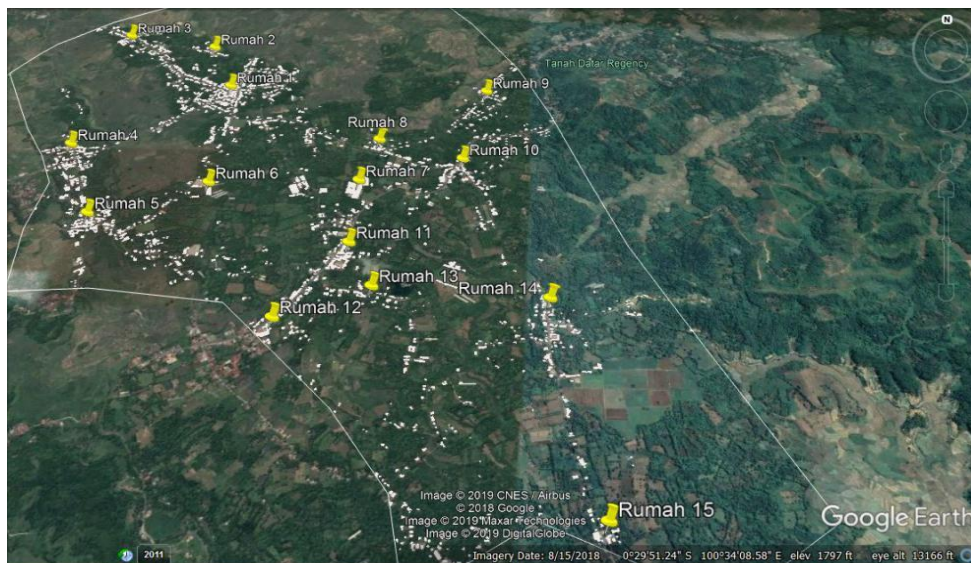 Rumah 3
Rumah 2
Rumah 1
Tanah Datar Regency
N
Rumah 9
Rumah 8
Rumah 4
Rumah 10
Rumah 6
Rumah 7
Rumah 5
Rumah 11
Rumah 13
Rumah 14
Rumah 12
Image © 2019 CNES / Airbus
© 2018 Google
Image © 2019 Maxar Technologies
Image © 2019 DigitalGlobe
Rumah 15
Google Earth
2011
Imagery Date: 8/15/2018 0°29'51.24" S 100°34'08.58" E elev 1797 ft eye alt 13166 ft